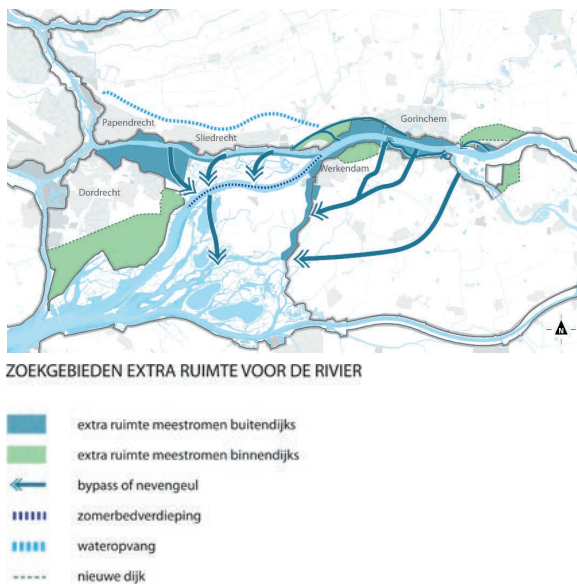 Gorinchem
Papendrecht
Sliedrecht
Werkendam
Dordrecht
N
ZOEKGEBIEDEN EXTRA RUIMTE VOOR DE RIVIER
extra ruimte meestromen buitendijks
extra ruimte meestromen binnendijks
bypass of nevengeul
zomerbedverdieping
wateropvang
nieuwe dijk